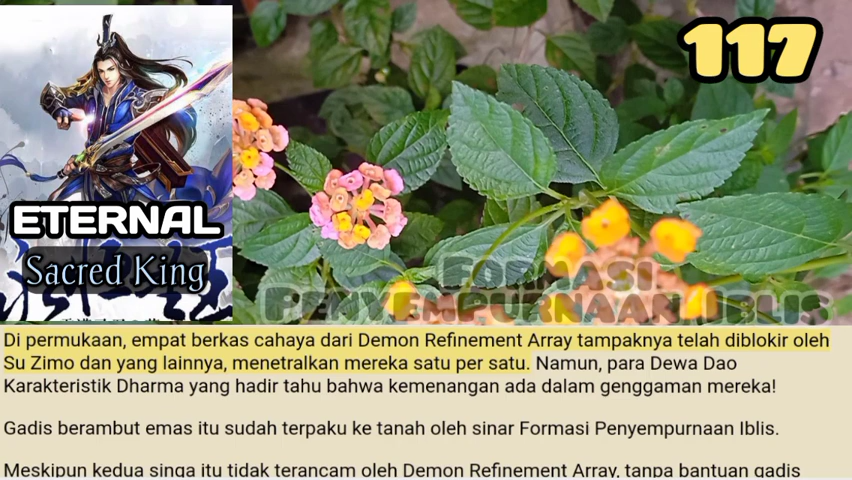 117
ETERNAL
Sacred King
FORMASI
PENYEMPURNAAN IBLIS
Di permukaan, empat berkas cahaya dari Demon Refinement Array tampaknya telah diblokir oleh
Su Zimo dan yang lainnya, menetralkan mereka satu per satu. Namun, para Dewa Dao
Karakteristik Dharma yang hadir tahu bahwa kemenangan ada dalam genggaman mereka!
Gadis berambut emas itu sudah terpaku ke tanah oleh sinar Formasi Penyempurnaan Iblis.
Meskipun kedua singa itu tidak terancam oleh Demon Refinement Array, tanpa bantuan gadis